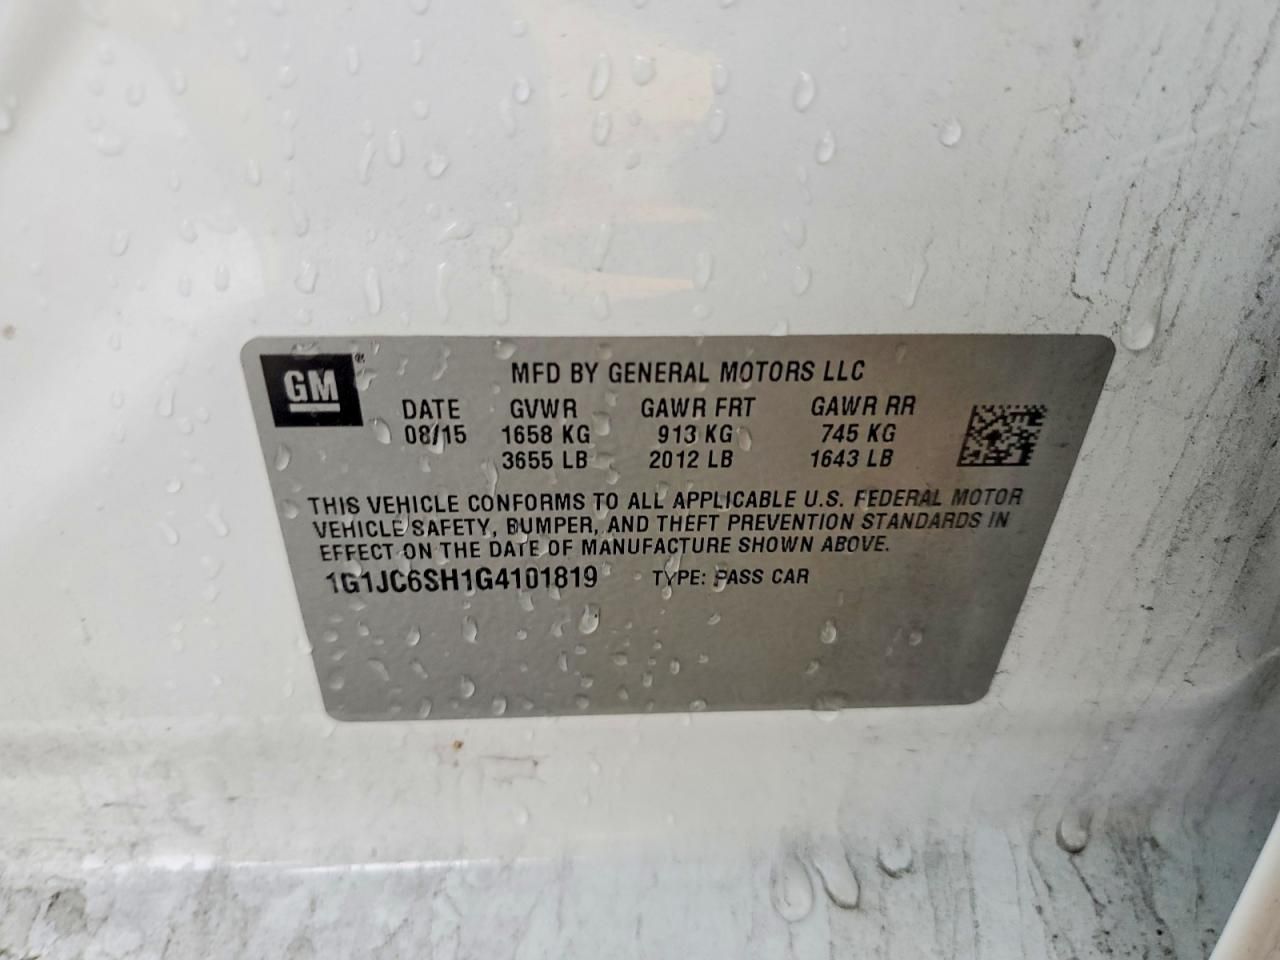 GM®
MFD BY GENERAL MOTORS LLC
DATE GVWR GAWR FRT GAWR RR
08/15 1658 KG 913 KG 745 KG
3655 LB 2012 LB 1643 LB
THIS VEHICLE CONFORMS TO ALL APPLICABLE U.S. FEDERAL MOTOR
VEHICLE SAFETY, BUMPER, AND THEFT PREVENTION STANDARDS IN
EFFECT ON THE DATE OF MANUFACTURE SHOWN ABOVE.
1G1JC6SH1G4101819 TYPE: PASS CAR